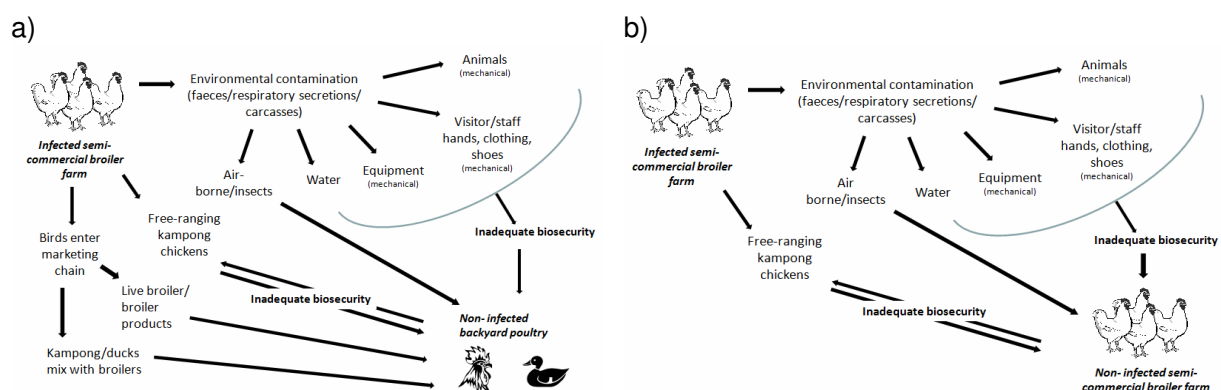 a)
Infected semi-
commercial broiler
farm
Environmental contamination
(faeces/respiratory secretions/
carcasses)
Animals
(mechanical)
Visitor/staff
hands, clothing,
shoes
(mechanical)
Equipment
(mechanical)
Water
Air-
borne/insects
Free-ranging
kampong
chickens
Birds enter
marketing
chain
Live broiler/
broiler
products
Kampong/ducks
mix with broilers
Inadequate biosecurity
Inadequate biosecurity
Non- infected
backyard poultry
b)
Infected semi-
commercial broiler
farm
Environmental contamination
(faeces/respiratory secretions/
carcasses)
Animals
(mechanical)
Visitor/staff
hands, clothing,
shoes
(mechanical)
Equipment
(mechanical)
Water
Air
borne/insects
Free-ranging
kampong
chickens
Inadequate biosecurity
Inadequate biosecurity
Non- infected semi-
commercial broiler farm